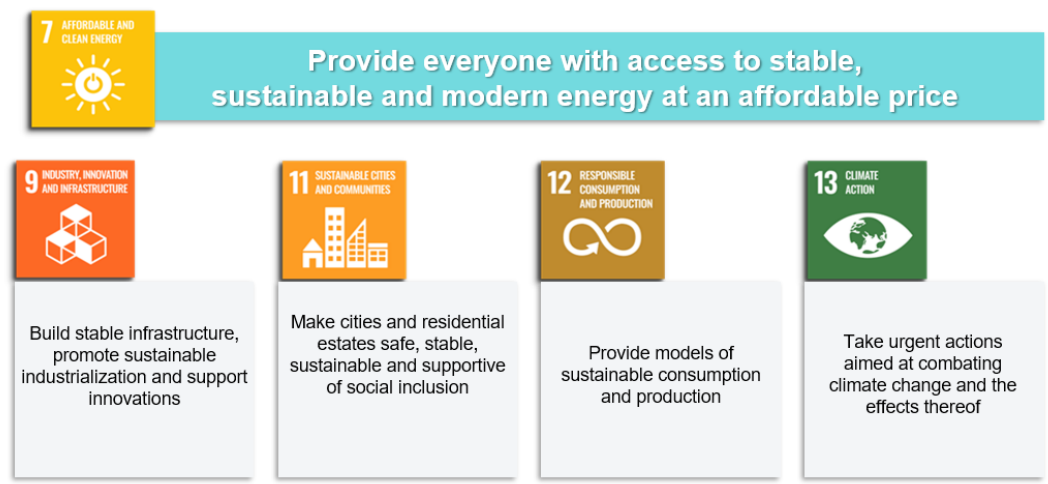 7 AFFORDABLE AND
CLEAN ENERGY
Provide everyone with access to stable,
sustainable and modern energy at an affordable price
9 INDUSTRY, INNOVATION
AND INFRASTRUCTURE
Build stable infrastructure,
promote sustainable
industrialization and support
innovations
11 SUSTAINABLE CITIES
AND COMMUNITIES
Make cities and residential
estates safe, stable,
sustainable and supportive
of social inclusion
12 RESPONSIBLE
CONSUMPTION
AND PRODUCTION
Provide models of
sustainable consumption
and production
13 CLIMATE
ACTION
Take urgent actions
aimed at combating
climate change and the
effects thereof